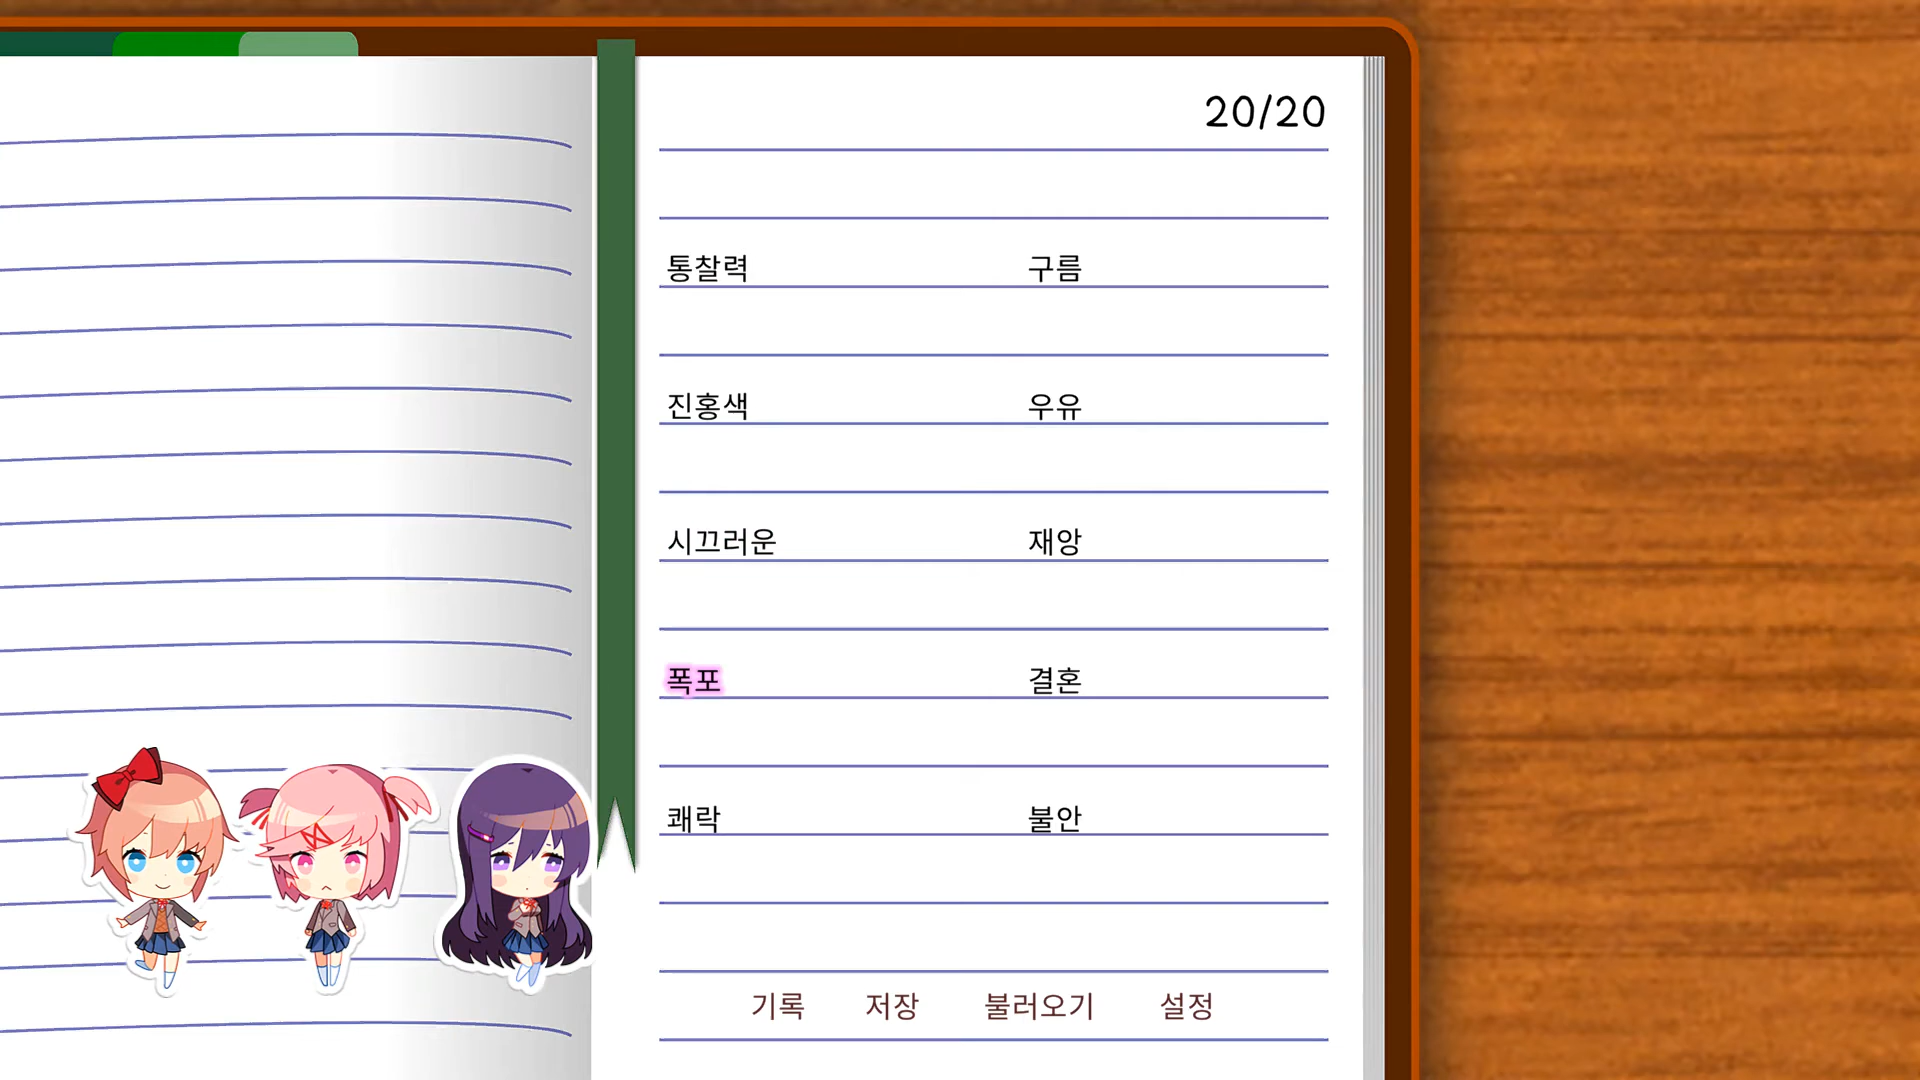 20/20
통찰력 구름
진홍색 우유
시끄러운 재앙
폭포 결혼
쾌락 불안
기록 저장 불러오기 설정